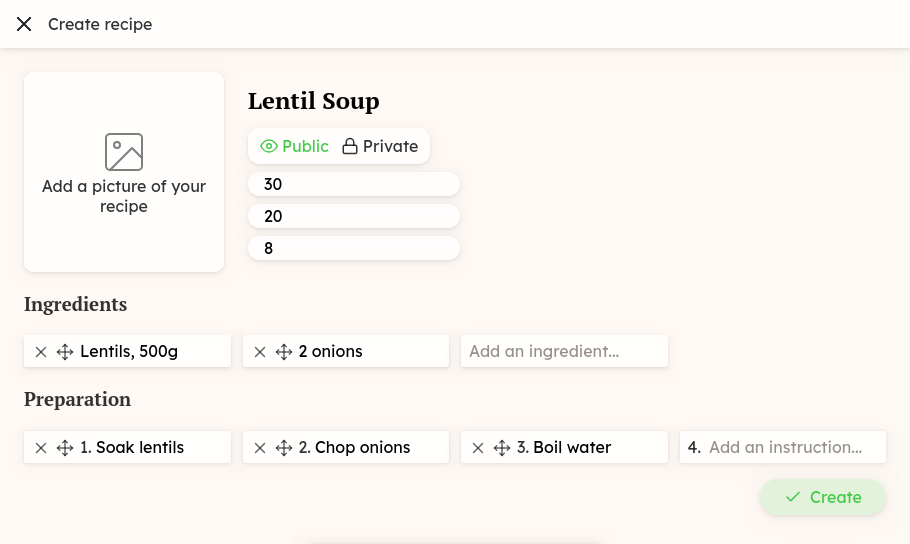 Create recipe
Add a picture of your
recipe
Lentil Soup
Public Private
30
20
8
Ingredients
Lentils, 500g 2 onions Add an ingredient...
Preparation
1. Soak lentils 2. Chop onions 3. Boil water 4. Add an instruction...
Create